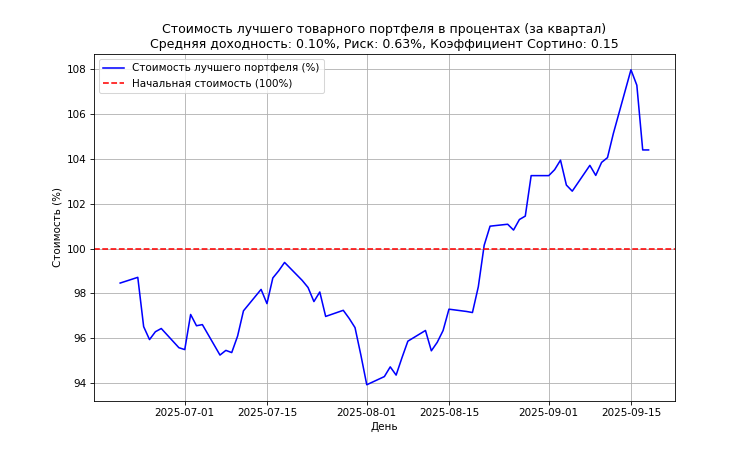 Стоимость лучшего товарного портфеля в процентах (за квартал)
Средняя доходность: 0.10%, Риск: 0.63%, Коэффициент Сортино: 0.15
Стоимость лучшего портфеля (%)
Начальная стоимость (100%)
Стоимость (%)
108
106
104
102
100
98
96
94
2025-07-01
2025-07-15
2025-08-01
2025-08-15
2025-09-01
2025-09-15
День